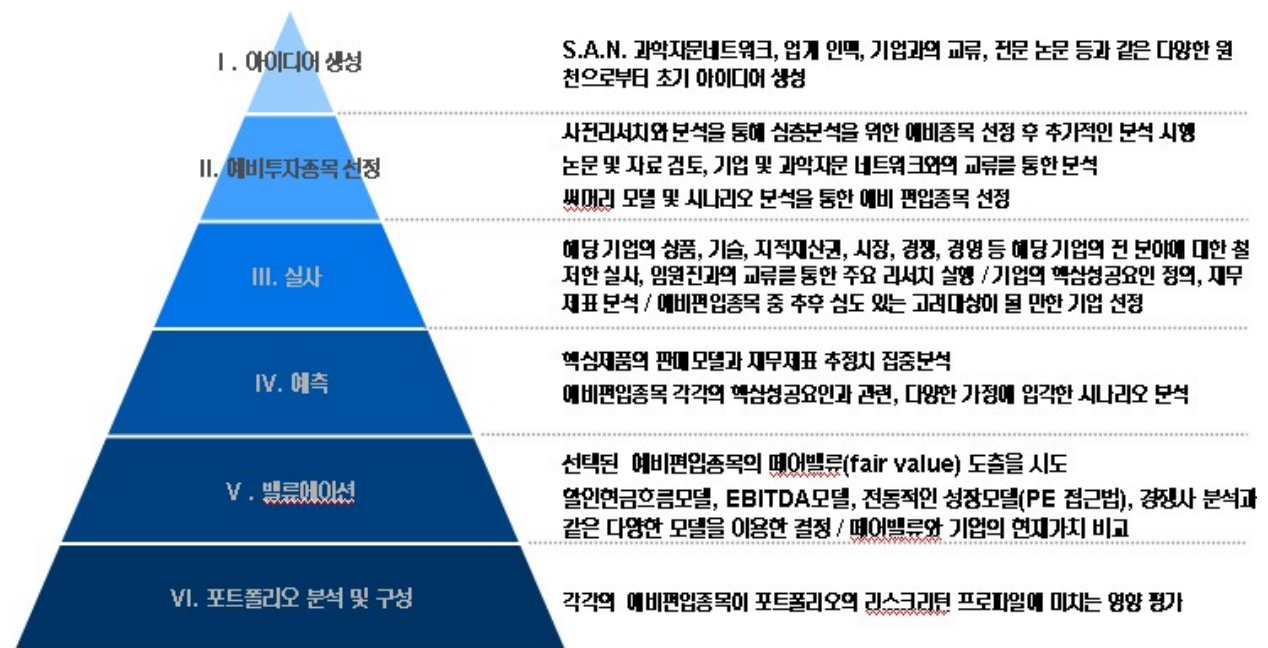 I. 아이디어 생성
S.A.N. 과학자문네트워크, 업계 인맥, 기업과의 교류, 전문 논문 등과 같은 다양한 원
천으로부터 초기 아이디어 생성
II. 예비투자종목 선정
사전리서치와 분석을 통해 심층분석을 위한 예비종목 선정 후 추가적인 분석 시행
논문 및 자료 검토, 기업 및 과학자문 네트워크와의 교류를 통한 분석
써머리 모델 및 시나리오 분석을 통한 예비 편입종목 선정
III. 실사
해당 기업의 상품, 기술, 지적재산권, 시장, 경쟁, 경영 등 해당 기업의 전 분야에 대한 철
저한 실사, 임원진과의 교류를 통한 주요 리서치 실행 / 기업의 핵심성공요인 정의, 재무
제표 분석 / 예비편입종목 중 추후 심도 있는 고려대상이 될 만한 기업 선정
IV. 예측
핵심제품의 판매모델과 재무제표 추정치 집중분석
예비편입종목 각각의 핵심성공요인과 관련, 다양한 가정에 입각한 시나리오 분석
V. 밸류에이션
선택된 예비편입종목의 페어밸류(fair value) 도출을 시도
할인현금흐름모델, EBITDA모델, 전통적인 성장모델(PE 접근법), 경쟁사 분석과
같은 다양한 모델을 이용한 결정 / 페어밸류와 기업의 현재가치 비교
VI. 포트폴리오 분석 및 구성
각각의 예비편입종목이 포트폴리오의 리스크리턴 프로파일에 미치는 영향 평가